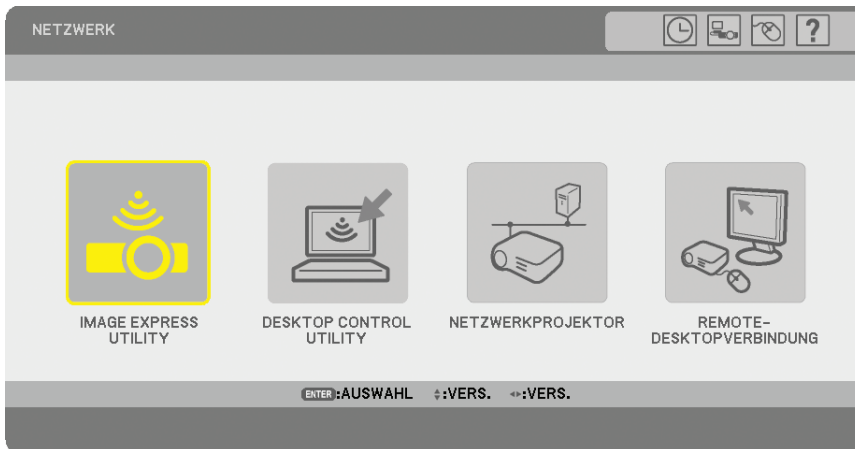 NETZWERK
?
IMAGE EXPRESS
UTILITY
DESKTOP CONTROL
UTILITY
NETZWERKPROJEKTOR
REMOTE-
DESKTOPVERBINDUNG
ENTER :AUSWAHL :VERS. :VERS.